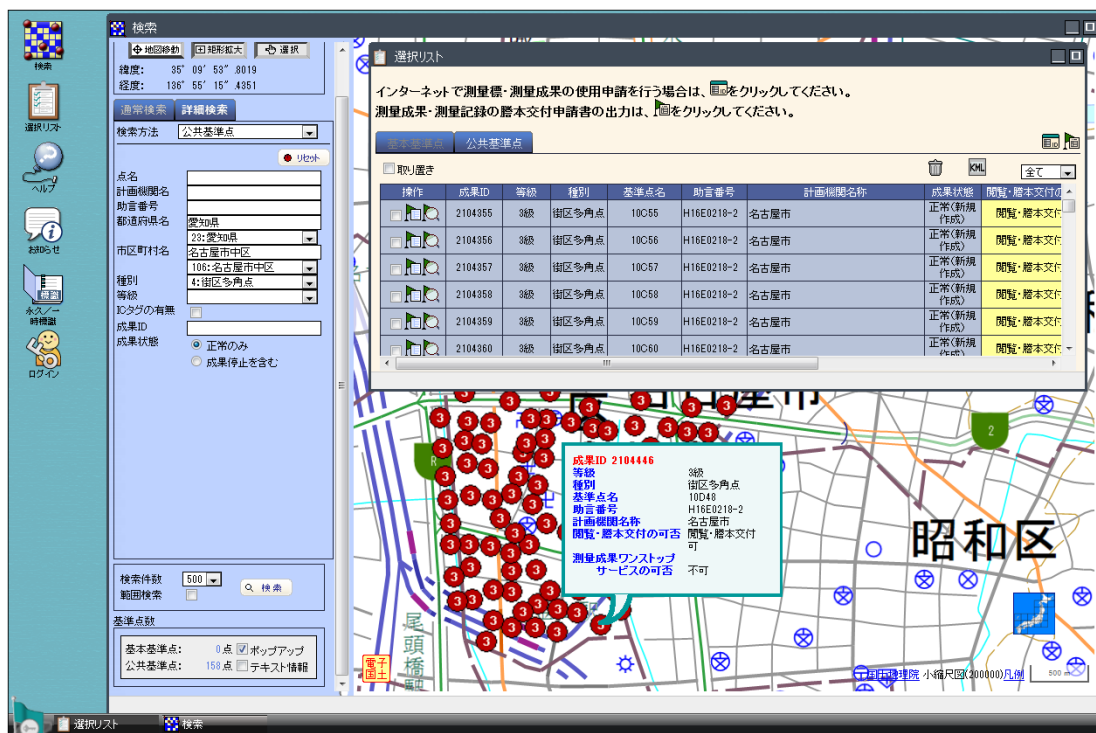 検索
選択リスト
ヘルプ
お知らせ
永久/一時標識
ログイン
検索
地図移動 矩形拡大 選択
緯度: 35° 09′ 53″ .8019
経度: 136° 55′ 15″ .4351
通常検索 詳細検索
検索方法 公共基準点
リセット
点名
計画機関名
助言番号
都道府県名 愛知県
23:愛知県
市区町村名 名古屋市中区
106:名古屋市中区
種別 4:街区多角点
等級
ICタグの有無
成果ID
成果状態 正常のみ
成果停止を含む
検索件数 500
範囲検索
検索
基準点数
基本基準点: 0点 ポップアップ
公共基準点: 158点 テキスト情報
選択リスト
インターネットで測量標・測量成果の使用申請を行う場合は、をクリックしてください。
測量成果・測量記録の謄本交付申請書の出力は、をクリックしてください。
基本基準点 公共基準点
取り置き
KML
全て
操作 成果ID 等級 種別 基準点名 助言番号 計画機関名称 成果状態 閲覧・謄本交付の
2104355 3級 街区多角点 10C55 H16E0218-2 名古屋市 正常(新規作成) 閲覧・謄本交付
2104356 3級 街区多角点 10C56 H16E0218-2 名古屋市 正常(新規作成) 閲覧・謄本交付
2104357 3級 街区多角点 10C57 H16E0218-2 名古屋市 正常(新規作成) 閲覧・謄本交付
2104358 3級 街区多角点 10C58 H16E0218-2 名古屋市 正常(新規作成) 閲覧・謄本交付
2104359 3級 街区多角点 10C59 H16E0218-2 名古屋市 正常(新規作成) 閲覧・謄本交付
2104360 3級 街区多角点 10C60 H16E0218-2 名古屋市 正常(新規作成) 閲覧・謄本交付
成果ID 2104446
等級 3級
種別 街区多角点
基準点名 10D48
助言番号 H16E0218-2
計画機関名称 名古屋市
閲覧・謄本交付の可否 閲覧・謄本交付可
測量成果ワンストップサービスの可否 不可
昭和区
2
R
尾頭橋
電子国土
国土地理院 小縮尺図(200000)凡例
500 m
選択リスト
検索